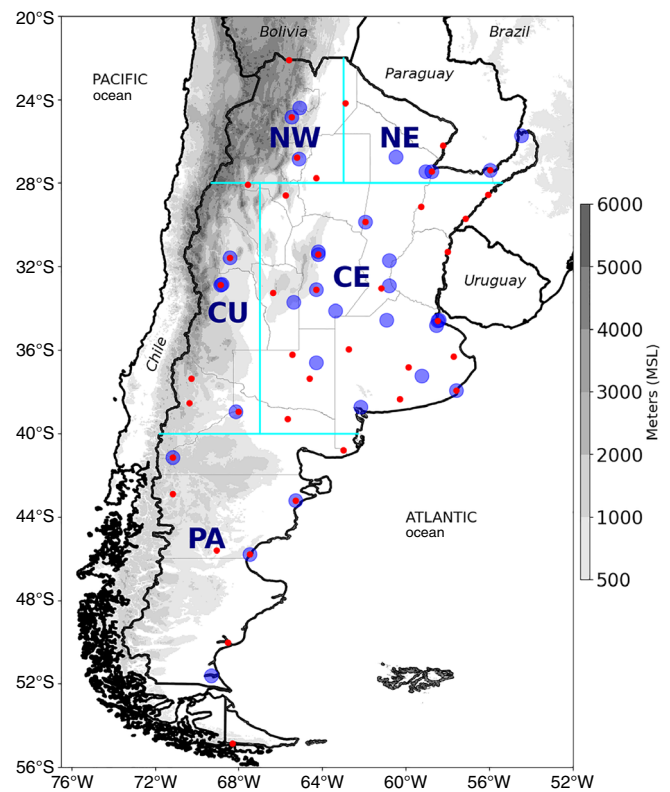 20°S
Bolivia
Brazil
PACIFIC
ocean
Paraguay
24°S
NW
NE
28°S
6000
32°S
CE
Uruguay
5000
CU
4000
Chile
36°S
3000
Meters (MSL)
40°S
2000
ATLANTIC
ocean
1000
44°S
PA
500
48°S
52°S
56°S
76°W
72°W
68°W
64°W
60°W
56°W
52°W